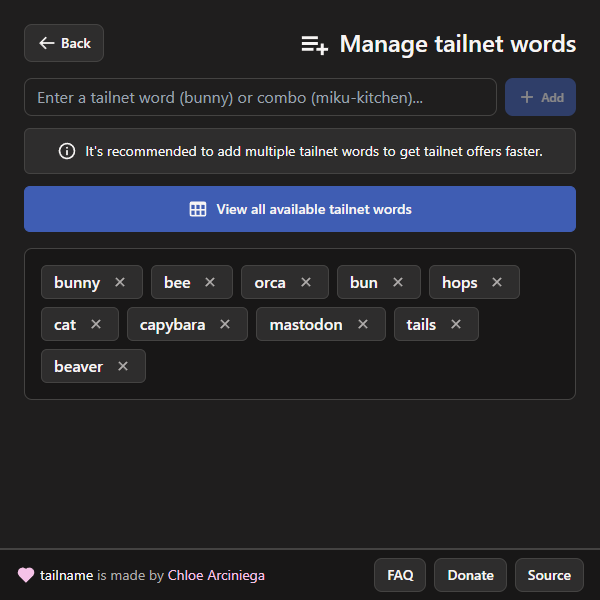 Back
Manage tailnet words
Enter a tailnet word (bunny) or combo (miku-kitchen)...
Add
It's recommended to add multiple tailnet words to get tailnet offers faster.
View all available tailnet words
bunny bee orca bun hops
cat capybara mastodon tails
beaver
tailname is made by Chloe Arciniega
FAQ Donate Source